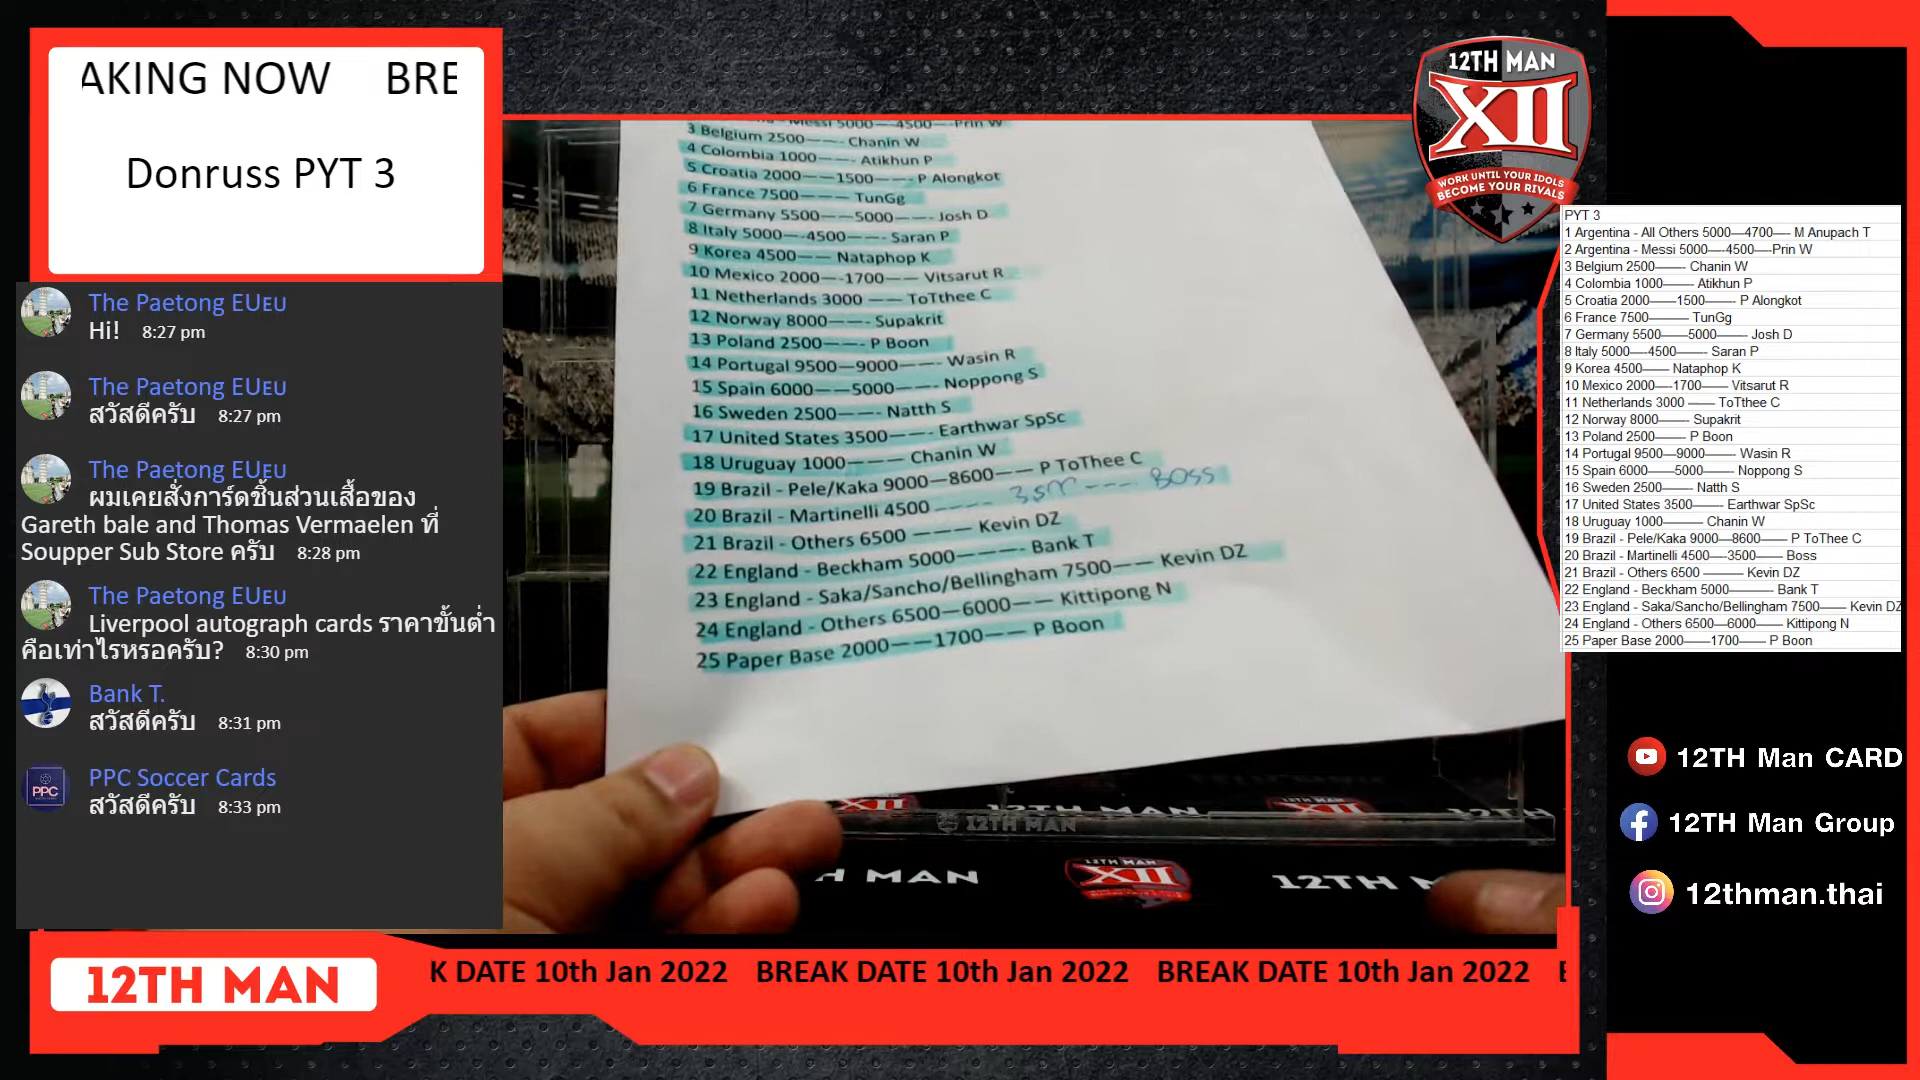 AKING NOW BRE
Donruss PYT 3
The Paetong EUEU
Hi! 8:27 pm
The Paetong EUEU
สวัสดีครับ 8:27 pm
The Paetong EUEU
ผมเคยสั่งการ์ดชิ้นส่วนเสื้อของ
Gareth bale and Thomas Vermaelen ที่
Soupper Sub Store ครับ 8:28 pm
The Paetong EUEU
Liverpool autograph cards ราคาขั้นต่ำ
คือเท่าไรหรอครับ? 8:30 pm
Bank T.
สวัสดีครับ 8:31 pm
PPC
PPC Soccer Cards
สวัสดีครับ 8:33 pm
Messi 5000—-4500—-Prin W
3 Belgium 2500——- Chanin W
4 Colombia 1000——- Atikhun P
5 Croatia 2000——1500——- P Alongkot
6 France 7500——— TunGg
7 Germany 5500——5000——- Josh D
8 Italy 5000—-4500——- Saran P
9 Korea 4500—— Nataphop K
10 Mexico 2000—-1700—— Vitsarut R
11 Netherlands 3000 —— ToTthee C
12 Norway 8000——- Supakrit
13 Poland 2500——- P Boon
14 Portugal 9500—9000——- Wasin R
15 Spain 6000——5000——- Noppong S
16 Sweden 2500——- Natth S
17 United States 3500——- Earthwar SpSc
18 Uruguay 1000——— Chanin W
19 Brazil - Pele/Kaka 9000—8600—— P ToThee C
20 Brazil - Martinelli 4500 ---- 3500 --- BOSS
21 Brazil - Others 6500 ——— Kevin DZ
22 England - Beckham 5000———- Bank T
23 England - Saka/Sancho/Bellingham 7500—— Kevin DZ
24 England - Others 6500—6000—— Kittipong N
25 Paper Base 2000——1700—— P Boon
12TH MAN
12TH MAN
XII
12TH MAN
12TH MAN
XII
WORK UNTIL YOUR IDOLS
BECOME YOUR RIVALS
PYT 3
1 Argentina - All Others 5000—4700—- M Anupach T
2 Argentina - Messi 5000—-4500—-Prin W
3 Belgium 2500——- Chanin W
4 Colombia 1000——- Atikhun P
5 Croatia 2000——1500——- P Alongkot
6 France 7500——— TunGg
7 Germany 5500——5000——- Josh D
8 Italy 5000—-4500——- Saran P
9 Korea 4500—— Nataphop K
10 Mexico 2000—-1700—— Vitsarut R
11 Netherlands 3000 —— ToTthee C
12 Norway 8000——- Supakrit
13 Poland 2500——- P Boon
14 Portugal 9500—9000——- Wasin R
15 Spain 6000——5000——- Noppong S
16 Sweden 2500——- Natth S
17 United States 3500——- Earthwar SpSc
18 Uruguay 1000——— Chanin W
19 Brazil - Pele/Kaka 9000—8600—— P ToThee C
20 Brazil - Martinelli 4500—-3500—— Boss
21 Brazil - Others 6500 ——— Kevin DZ
22 England - Beckham 5000———- Bank T
23 England - Saka/Sancho/Bellingham 7500—— Kevin DZ
24 England - Others 6500—6000—— Kittipong N
25 Paper Base 2000——1700—— P Boon
12TH Man CARD
12TH Man Group
12thman.thai
12TH MAN
K DATE 10th Jan 2022 BREAK DATE 10th Jan 2022 BREAK DATE 10th Jan 2022